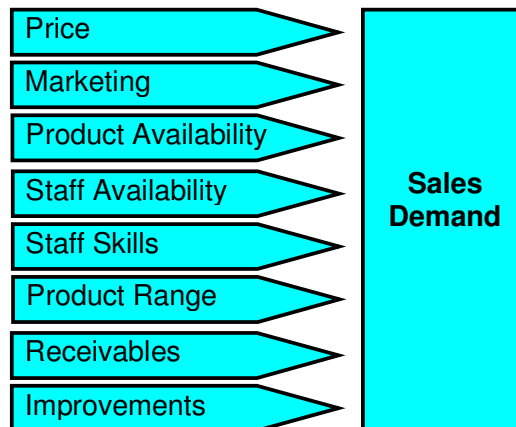 Price
Marketing
Product Availability
Staff Availability
Staff Skills
Product Range
Receivables
Improvements
Sales
Demand